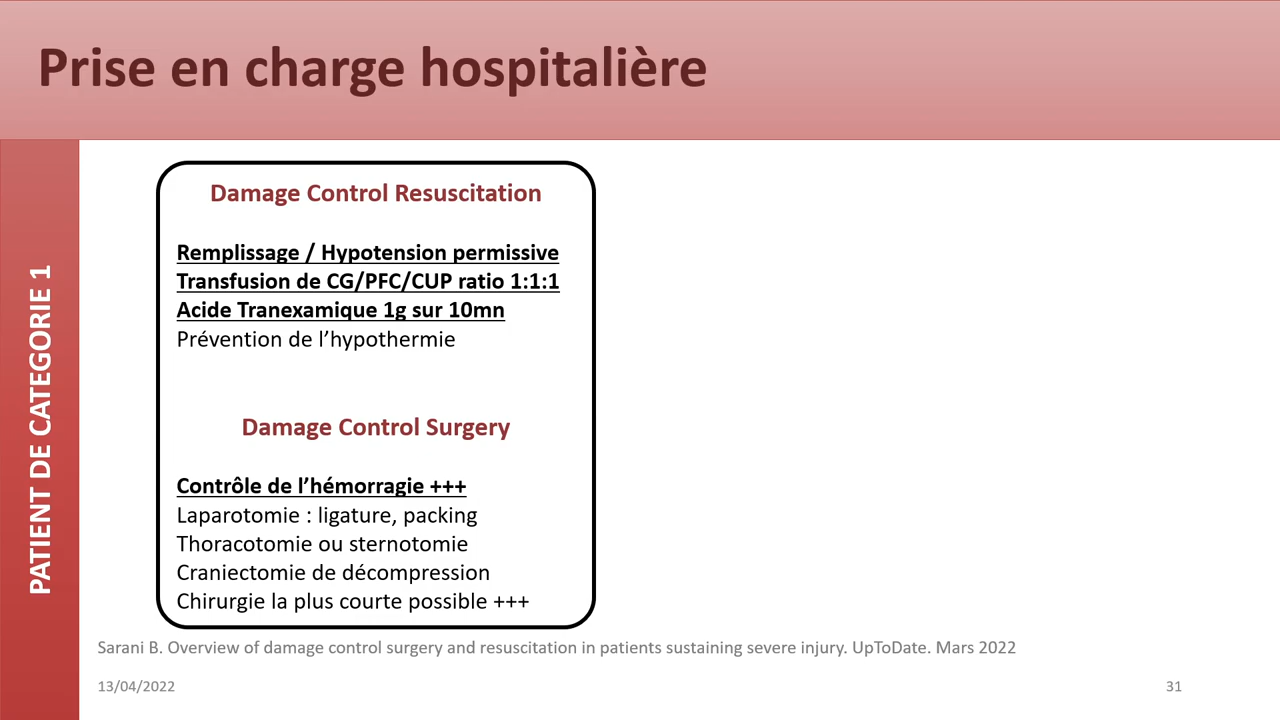 Prise en charge hospitalière
PATIENT DE CATEGORIE 1
Damage Control Resuscitation
Remplissage / Hypotension permissive
Transfusion de CG/PFC/CUP ratio 1:1:1
Acide Tranexamique 1g sur 10mn
Prévention de l’hypothermie
Damage Control Surgery
Contrôle de l’hémorragie +++
Laparotomie : ligature, packing
Thoracotomie ou sternotomie
Craniectomie de décompression
Chirurgie la plus courte possible +++
Sarani B. Overview of damage control surgery and resuscitation in patients sustaining severe injury. UpToDate. Mars 2022
13/04/2022
31